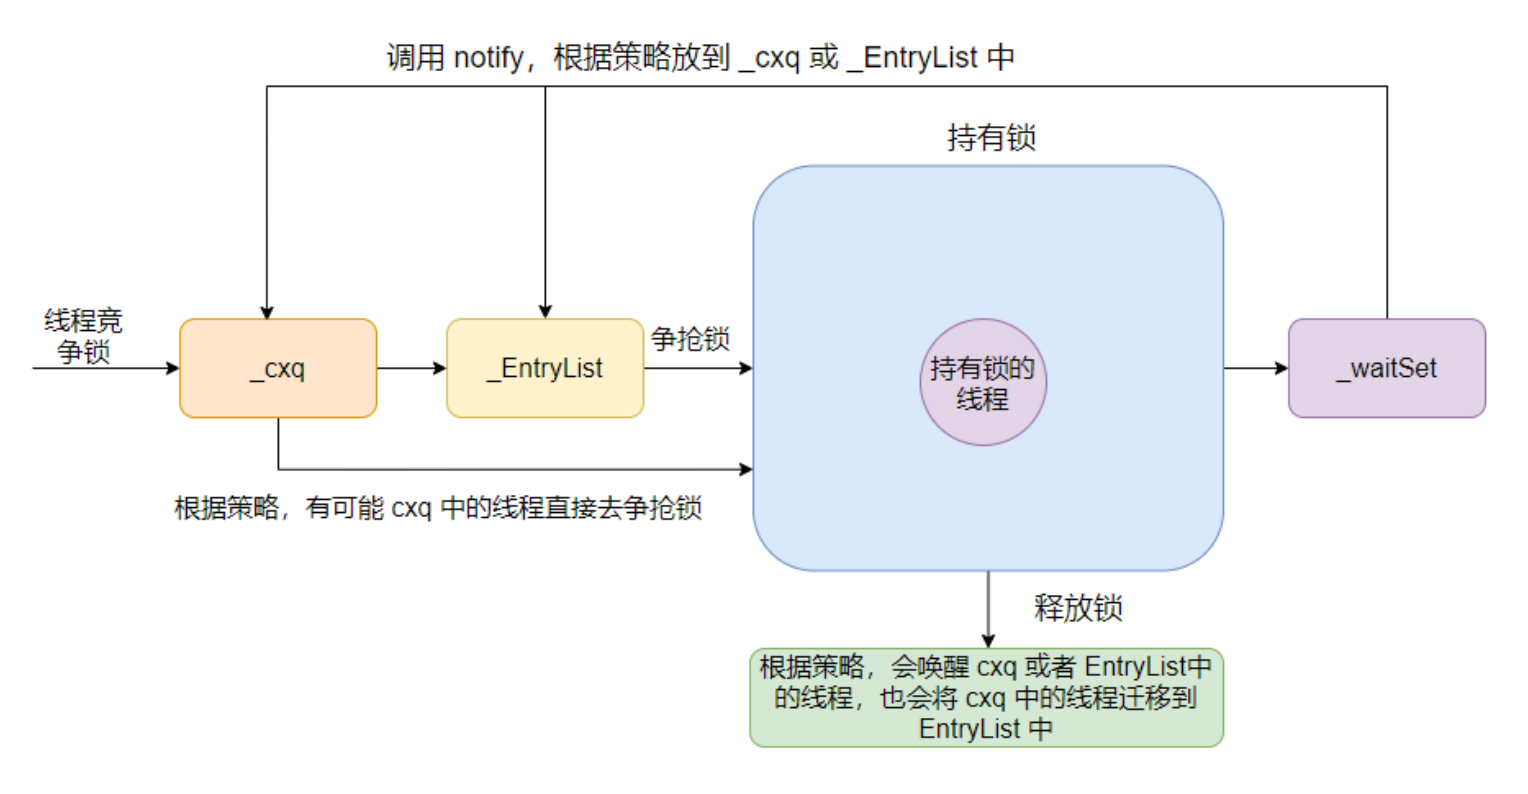 调用 notify，根据策略放到 _cxq 或 _EntryList 中
持有锁
线程竞
争锁
_cxq
_EntryList
争抢锁
持有锁的
线程
_waitSet
根据策略，有可能 cxq 中的线程直接去争抢锁
释放锁
根据策略，会唤醒 cxq 或者 EntryList中
的线程，也会将 cxq 中的线程迁移到
EntryList 中